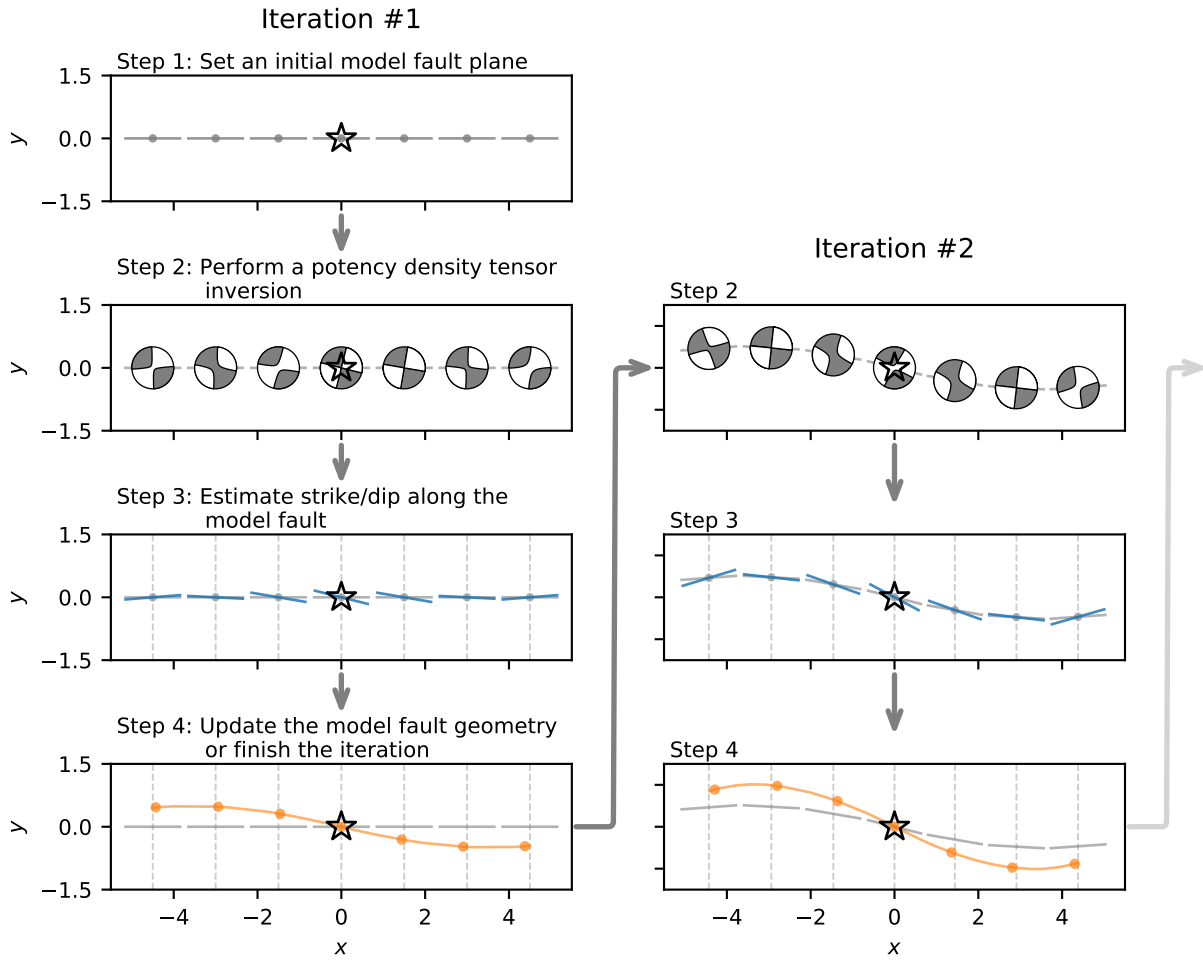 Iteration #1
Step 1: Set an initial model fault plane
1.5
0.0
−1.5
y
Step 2: Perform a potency density tensor
inversion
1.5
0.0
−1.5
y
Step 3: Estimate strike/dip along the
model fault
1.5
0.0
−1.5
y
Step 4: Update the model fault geometry
or finish the iteration
1.5
0.0
−1.5
y
−4 −2 0 2 4
x
Iteration #2
Step 2
Step 3
Step 4
−4 −2 0 2 4
x